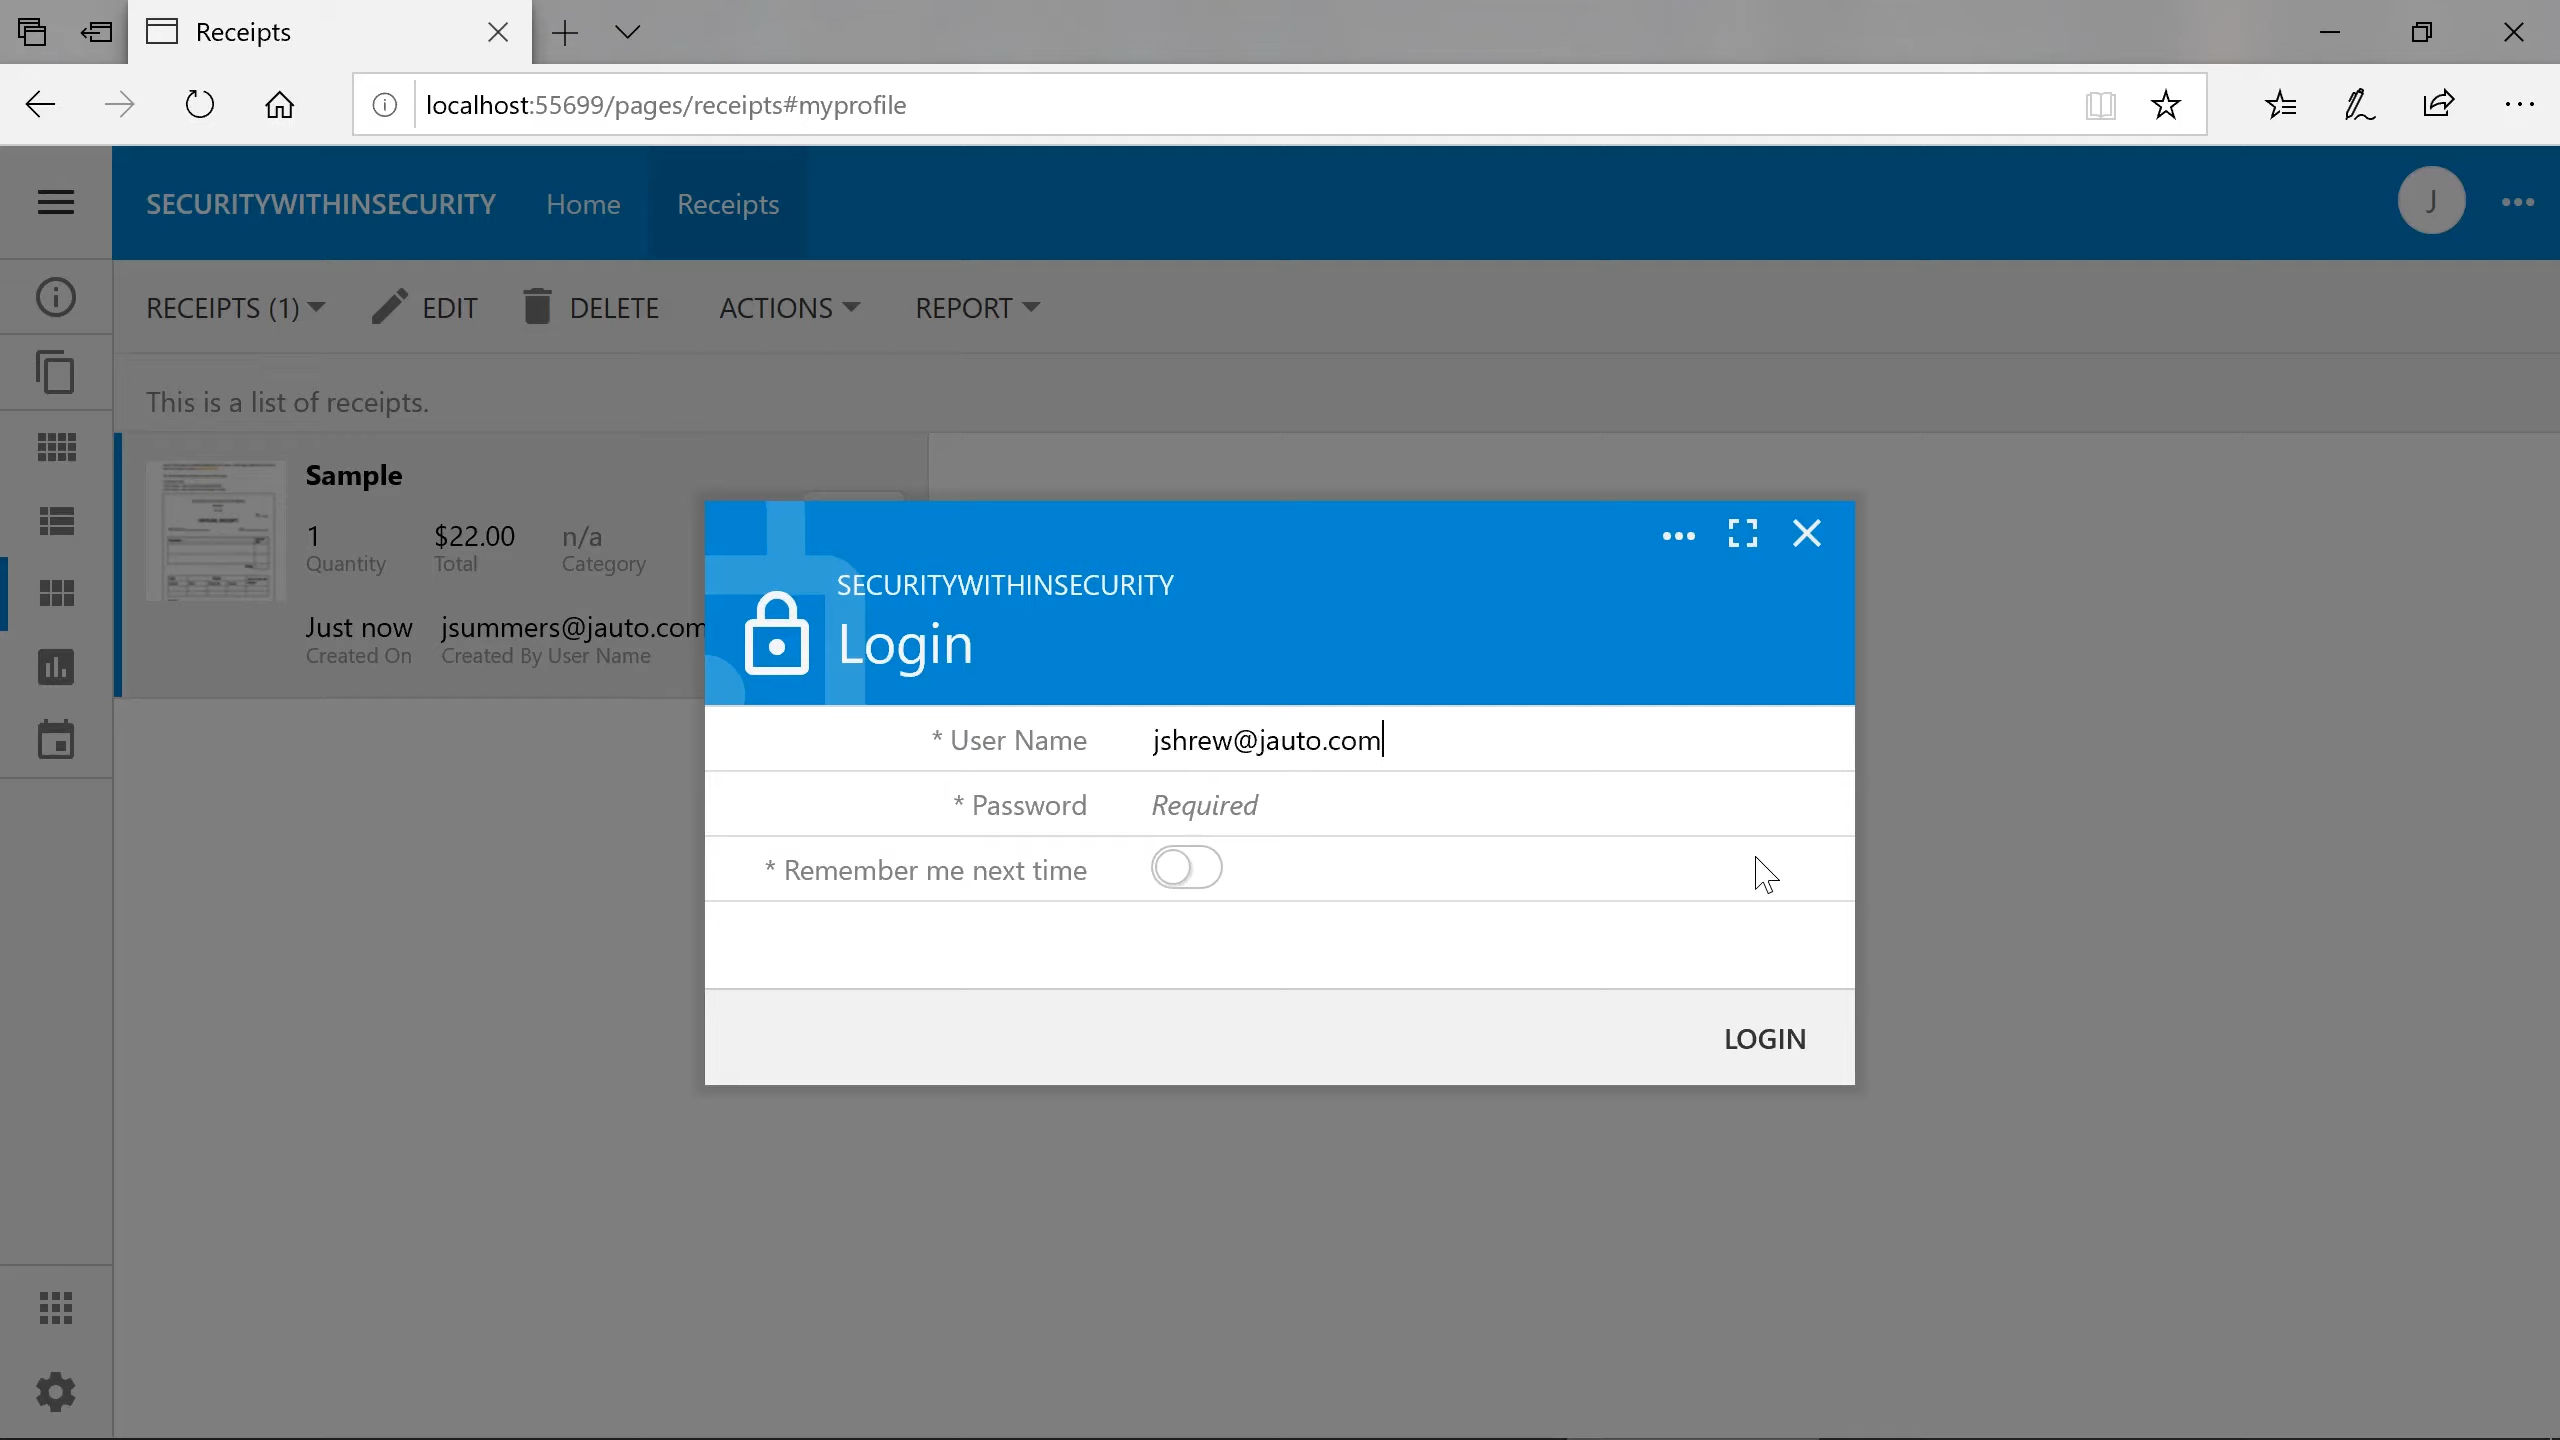 Receipts
localhost:55699/pages/receipts#myprofile
SECURITYWITHINSECURITY Home Receipts J
RECEIPTS (1) EDIT DELETE ACTIONS REPORT
This is a list of receipts.
Sample
1 $22.00 n/a
Quantity Total Category
Just now jsummers@jauto.com
Created On Created By User Name
SECURITYWITHINSECURITY
Login
* User Name jshrew@jauto.com
* Password Required
* Remember me next time
LOGIN